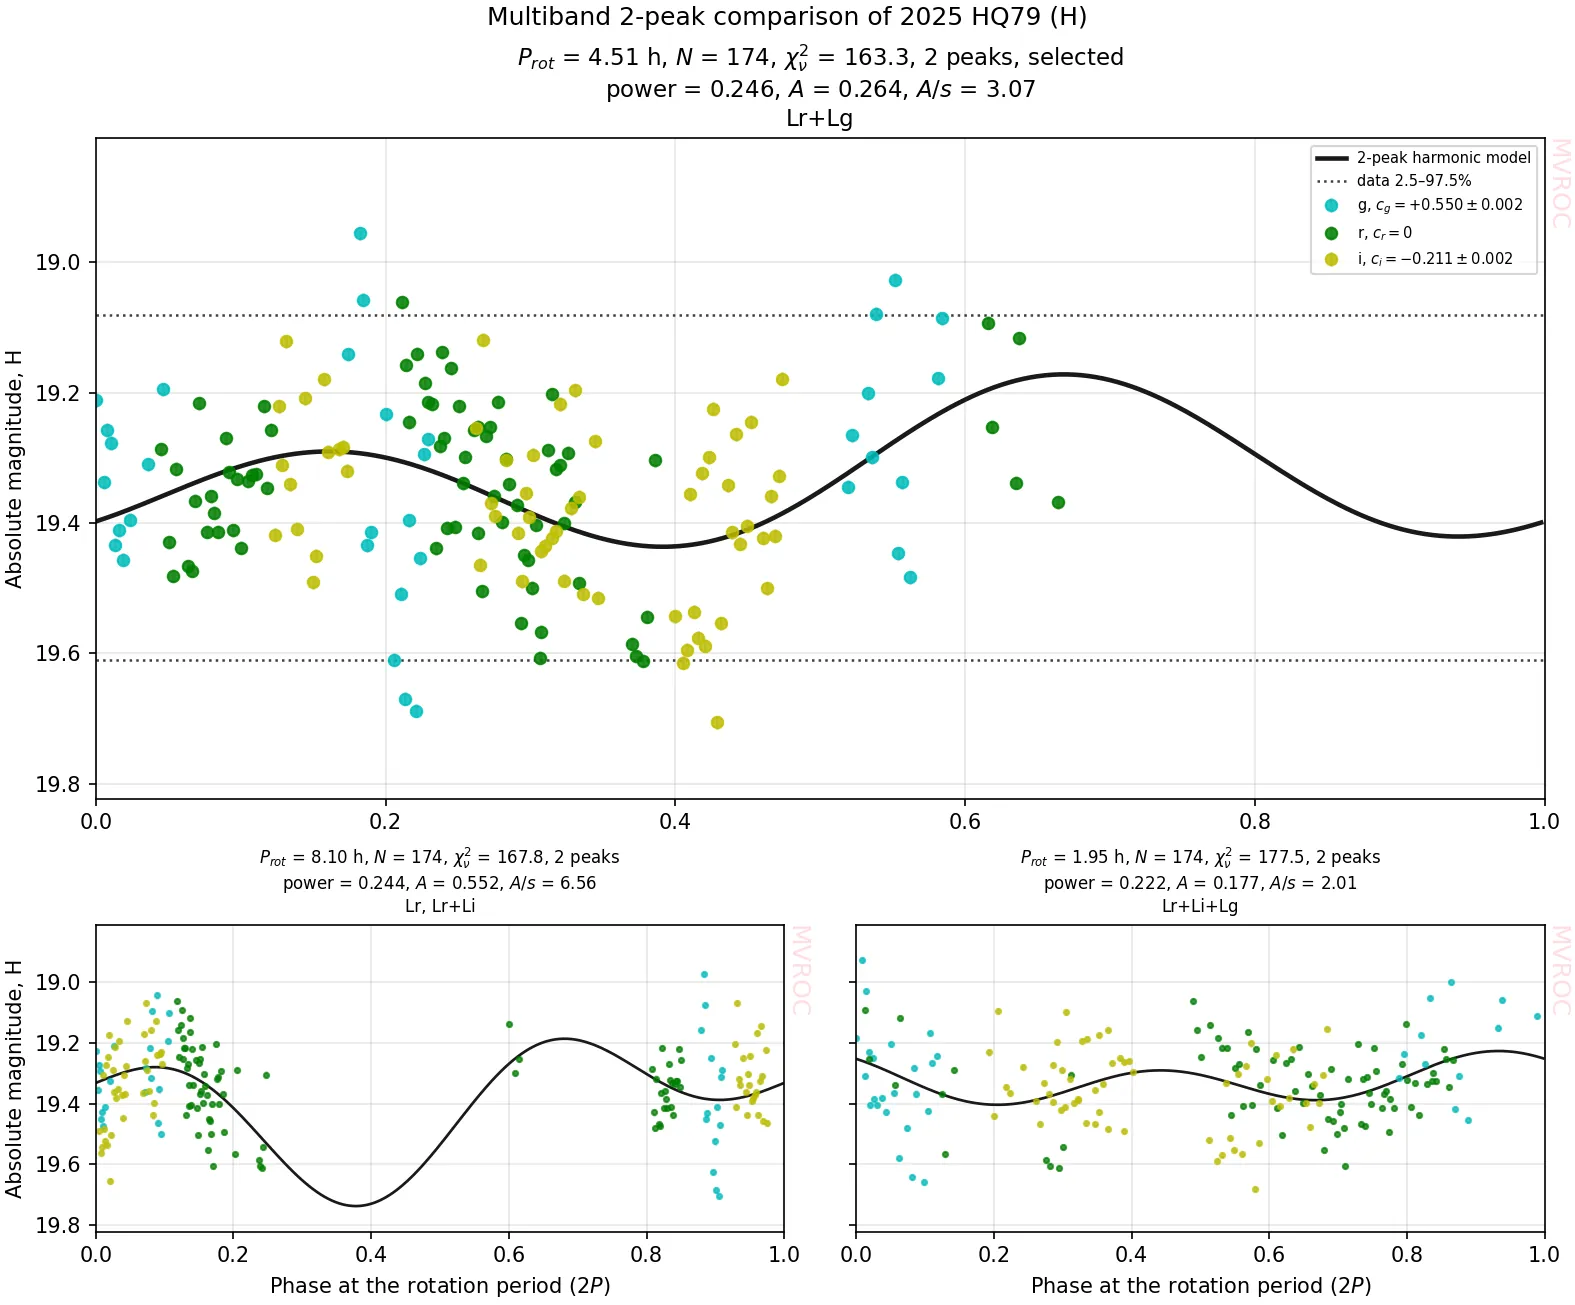 Multiband 2-peak comparison of 2025 HQ79 (H)
P_rot = 4.51 h, N = 174, χ²_ν = 163.3, 2 peaks, selected
power = 0.246, A = 0.264, A/s = 3.07
Lr+Lg
2-peak harmonic model
data 2.5–97.5%
g, c_g = +0.550 ± 0.002
r, c_r = 0
i, c_i = −0.211 ± 0.002
MVROC
Absolute magnitude, H
19.0
19.2
19.4
19.6
19.8
0.0 0.2 0.4 0.6 0.8 1.0
P_rot = 8.10 h, N = 174, χ²_ν = 167.8, 2 peaks
power = 0.244, A = 0.552, A/s = 6.56
Lr, Lr+Li
MVROC
Absolute magnitude, H
19.0
19.2
19.4
19.6
19.8
0.0 0.2 0.4 0.6 0.8 1.0
Phase at the rotation period (2P)
P_rot = 1.95 h, N = 174, χ²_ν = 177.5, 2 peaks
power = 0.222, A = 0.177, A/s = 2.01
Lr+Li+Lg
MVROC
0.0 0.2 0.4 0.6 0.8 1.0
Phase at the rotation period (2P)